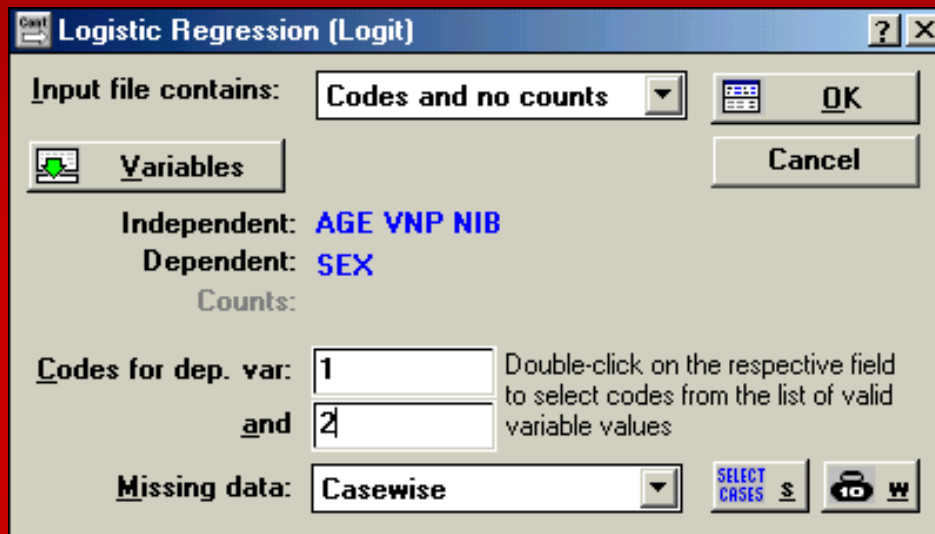 Logistic Regression (Logit)
Input file contains: Codes and no counts OK
Variables Cancel
Independent: AGE VNP NIB
Dependent: SEX
Counts:
Codes for dep. var: 1
and 2
Double-click on the respective field
to select codes from the list of valid
variable values
Missing data: Casewise
SELECT
CASES S
W